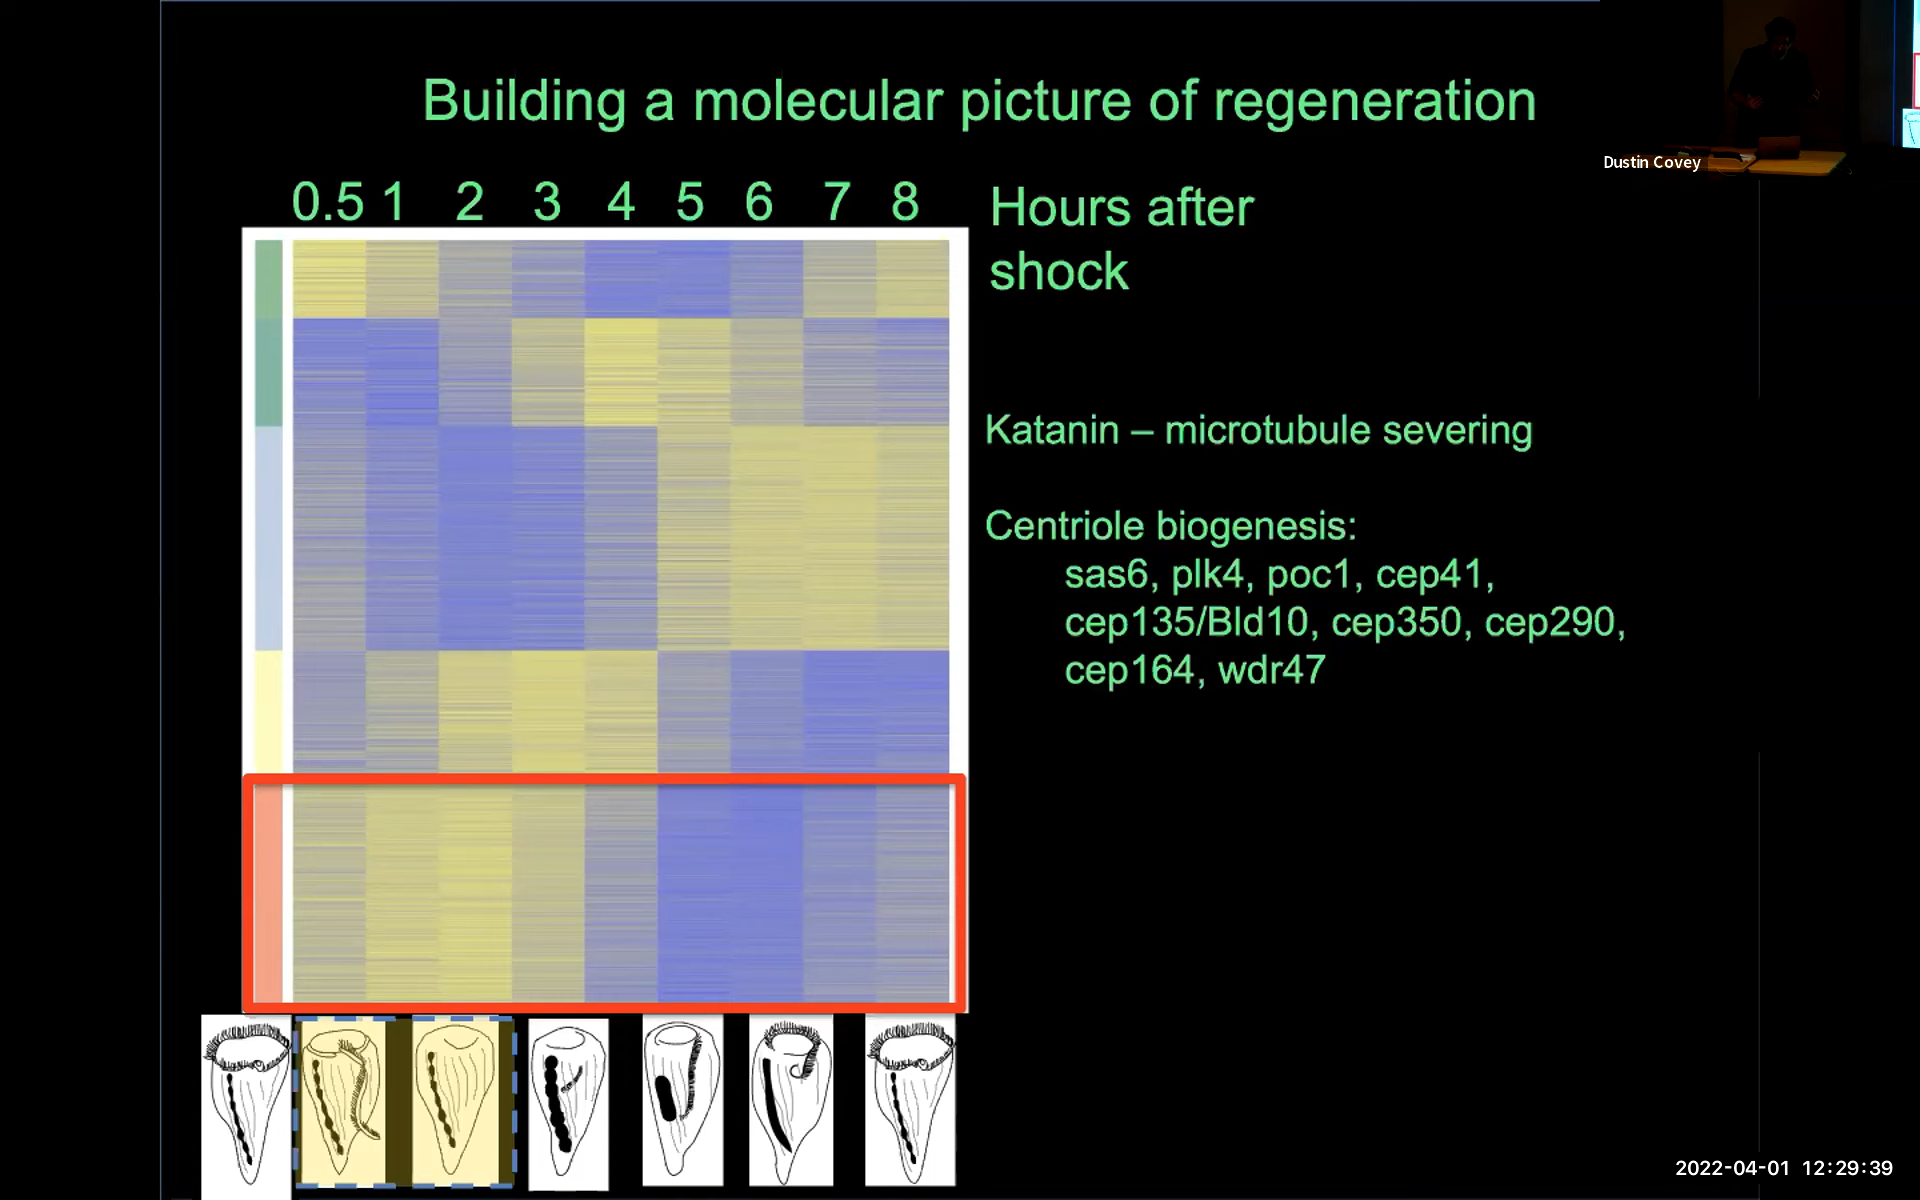 Building a molecular picture of regeneration
Dustin Covey
0.5 1 2 3 4 5 6 7 8
Hours after
shock
Katanin – microtubule severing
Centriole biogenesis:
sas6, plk4, poc1, cep41,
cep135/Bld10, cep350, cep290,
cep164, wdr47
2022-04-01 12:29:39